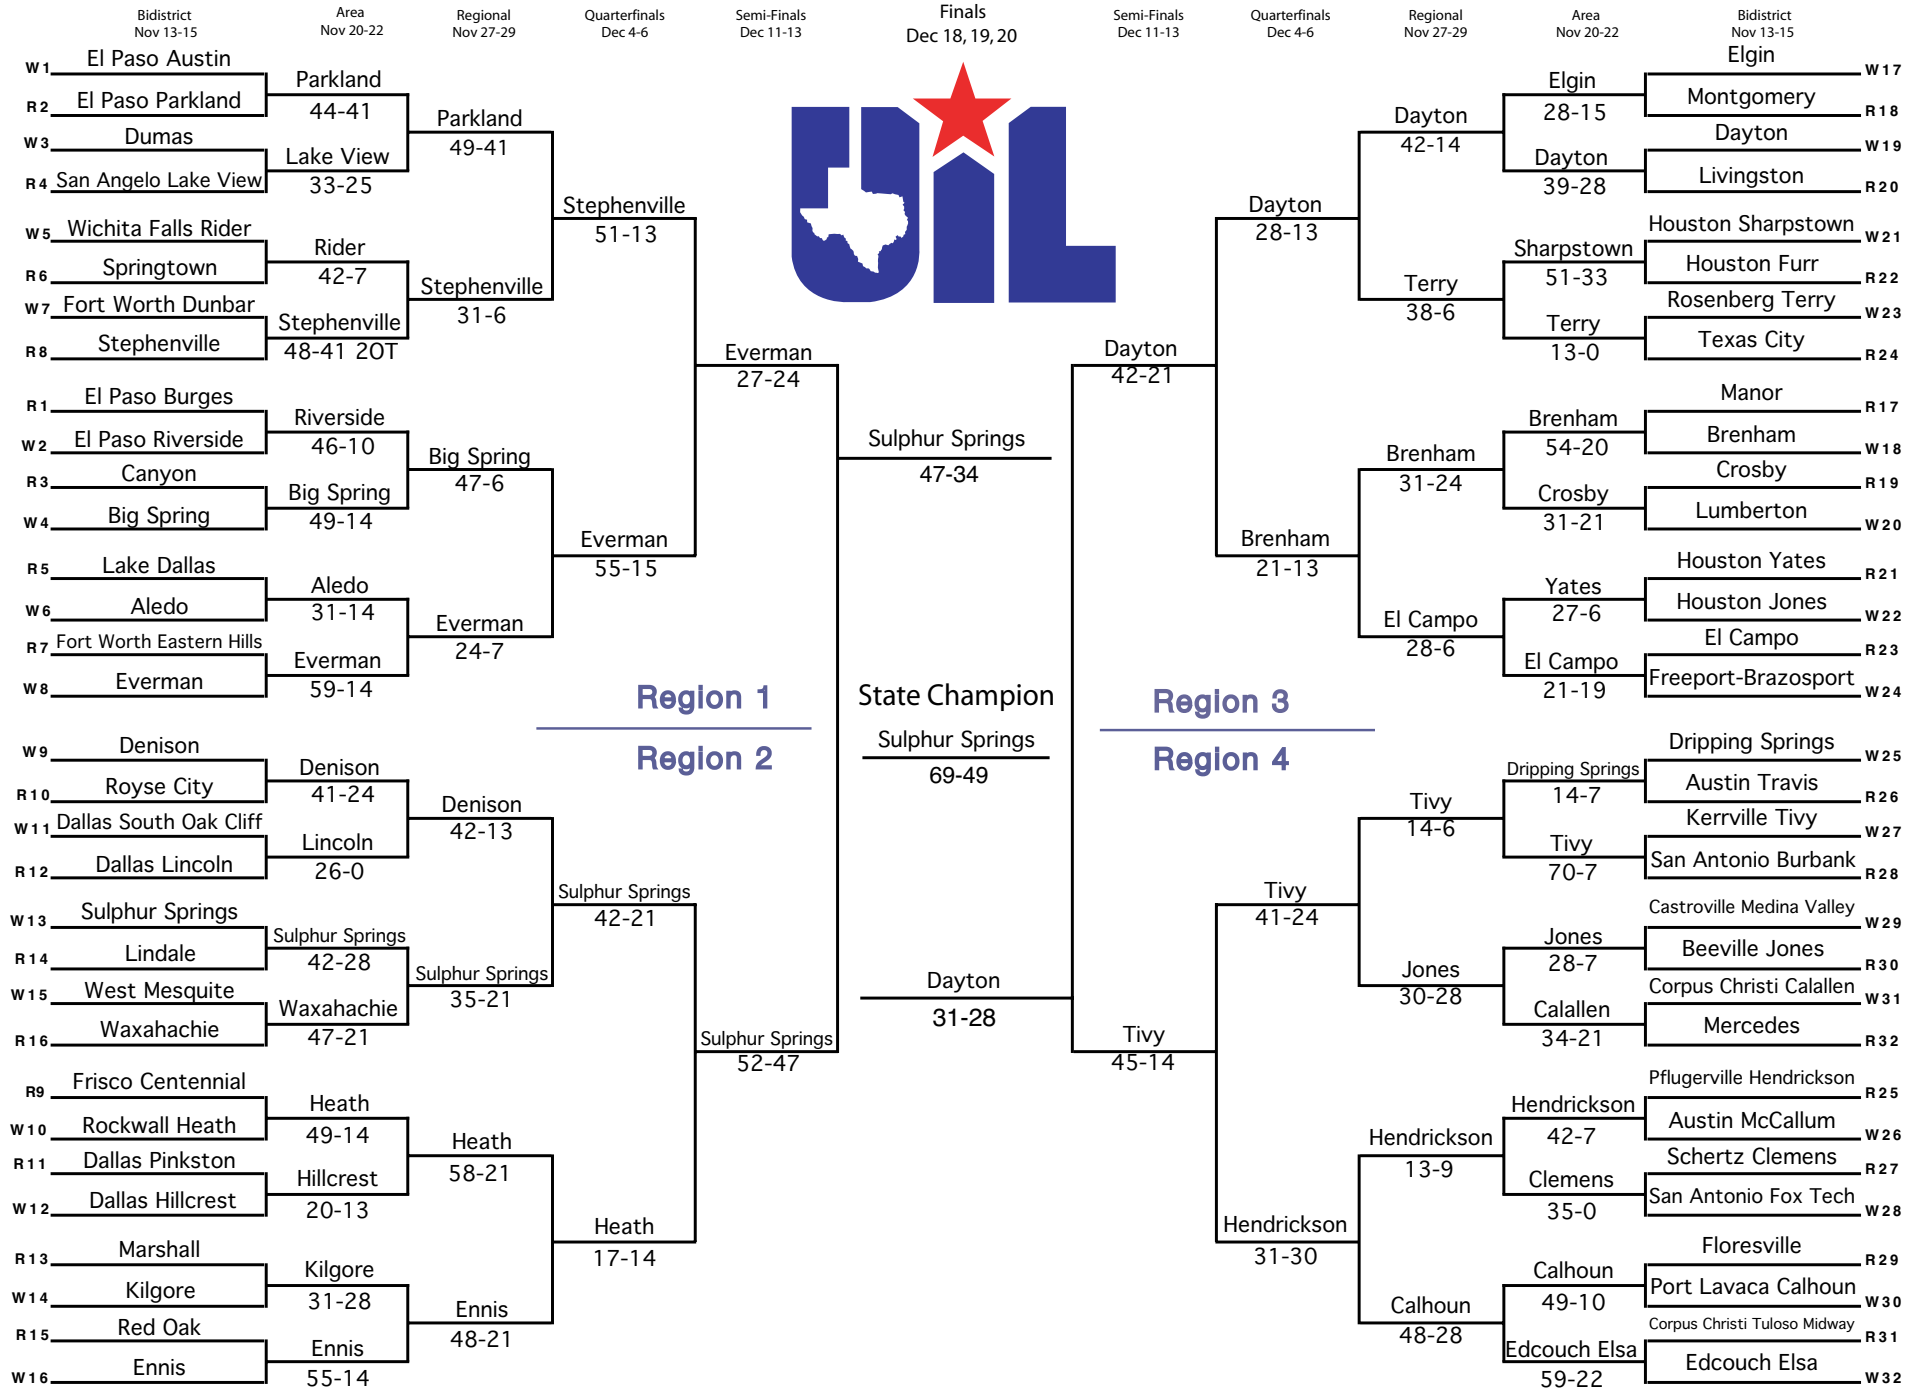 Bidistrict
Nov 13-15
Area
Nov 20-22
Regional
Nov 27-29
Quarterfinals
Dec 4-6
Semi-Finals
Dec 11-13
Finals
Dec 18, 19, 20
Semi-Finals
Dec 11-13
Quarterfinals
Dec 4-6
Regional
Nov 27-29
Area
Nov 20-22
Bidistrict
Nov 13-15
UIL
W1 El Paso Austin
R2 El Paso Parkland
W3 Dumas
R4 San Angelo Lake View
W5 Wichita Falls Rider
R6 Springtown
W7 Fort Worth Dunbar
R8 Stephenville
R1 El Paso Burges
W2 El Paso Riverside
R3 Canyon
W4 Big Spring
R5 Lake Dallas
W6 Aledo
R7 Fort Worth Eastern Hills
W8 Everman
W9 Denison
R10 Royse City
W11 Dallas South Oak Cliff
R12 Dallas Lincoln
W13 Sulphur Springs
R14 Lindale
W15 West Mesquite
R16 Waxahachie
R9 Frisco Centennial
W10 Rockwall Heath
R11 Dallas Pinkston
W12 Dallas Hillcrest
R13 Marshall
W14 Kilgore
R15 Red Oak
W16 Ennis
Parkland
44-41
Lake View
33-25
Rider
42-7
Stephenville
48-41 2OT
Riverside
46-10
Big Spring
49-14
Aledo
31-14
Everman
59-14
Denison
41-24
Lincoln
26-0
Sulphur Springs
42-28
Waxahachie
47-21
Heath
49-14
Hillcrest
20-13
Kilgore
31-28
Ennis
55-14
Parkland
49-41
Stephenville
31-6
Big Spring
47-6
Everman
24-7
Denison
42-13
Sulphur Springs
35-21
Heath
58-21
Ennis
48-21
Stephenville
51-13
Everman
55-15
Sulphur Springs
42-21
Heath
17-14
Everman
27-24
Sulphur Springs
52-47
Region 1
Region 2
Sulphur Springs
47-34
State Champion
Sulphur Springs
69-49
Dayton
31-28
Region 3
Region 4
Dayton
42-21
Tivy
45-14
Dayton
28-13
Brenham
21-13
Tivy
41-24
Hendrickson
31-30
Dayton
42-14
Terry
38-6
Brenham
31-24
El Campo
28-6
Tivy
14-6
Jones
30-28
Hendrickson
13-9
Calhoun
48-28
Elgin
28-15
Dayton
39-28
Sharpstown
51-33
Terry
13-0
Brenham
54-20
Crosby
31-21
Yates
27-6
El Campo
21-19
Dripping Springs
14-7
Tivy
70-7
Jones
28-7
Calallen
34-21
Hendrickson
42-7
Clemens
35-0
Calhoun
49-10
Edcouch Elsa
59-22
Elgin W17
Montgomery R18
Dayton W19
Livingston R20
Houston Sharpstown W21
Houston Furr R22
Rosenberg Terry W23
Texas City R24
Manor R17
Brenham W18
Crosby R19
Lumberton W20
Houston Yates R21
Houston Jones W22
El Campo R23
Freeport-Brazosport W24
Dripping Springs W25
Austin Travis R26
Kerrville Tivy W27
San Antonio Burbank R28
Castroville Medina Valley W29
Beeville Jones R30
Corpus Christi Calallen W31
Mercedes R32
Pflugerville Hendrickson R25
Austin McCallum W26
Schertz Clemens R27
San Antonio Fox Tech W28
Floresville R29
Port Lavaca Calhoun W30
Corpus Christi Tuloso Midway R31
Edcouch Elsa W32